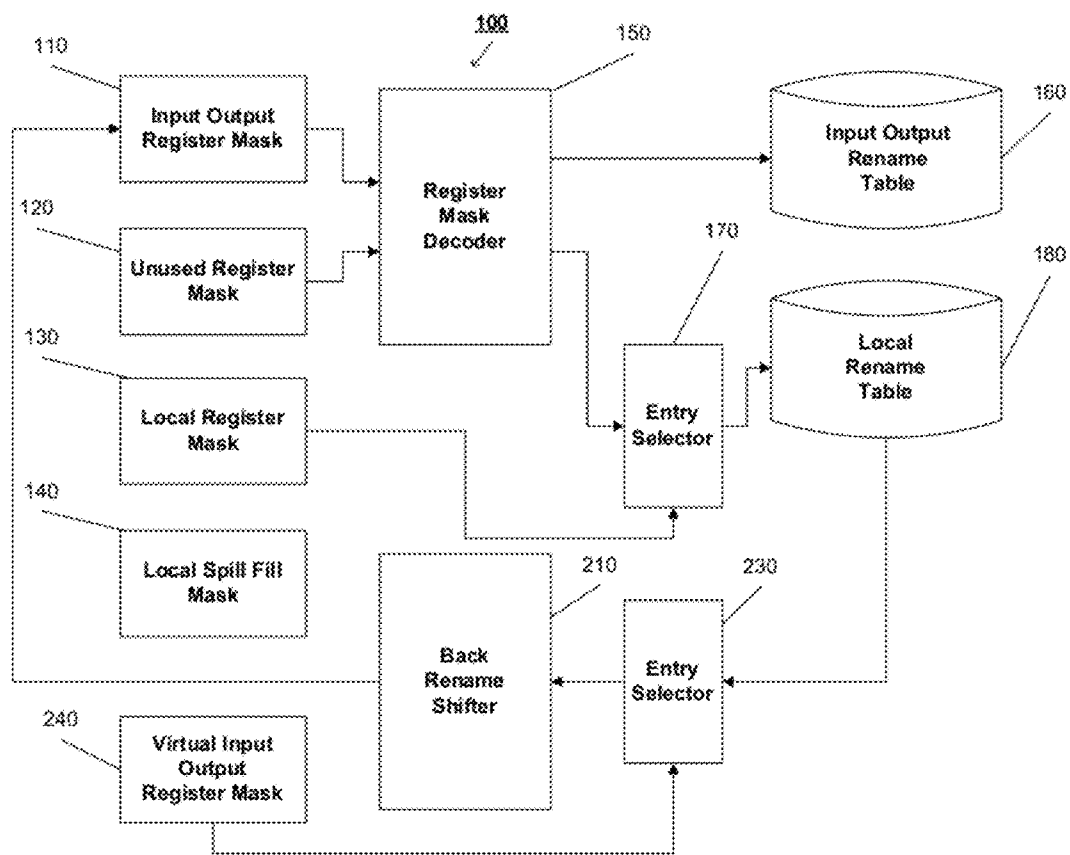 100
110
150
160
Input Output
Register Mask
Input Output
Rename
Table
Register
Mask
Decoder
120
170
180
Unused Register
Mask
Local
Rename
Table
130
Entry
Selector
Local Register
Mask
140
210
230
Local Spill Fill
Mask
Back
Rename
Shifter
Entry
Selector
240
Virtual Input
Output
Register Mask